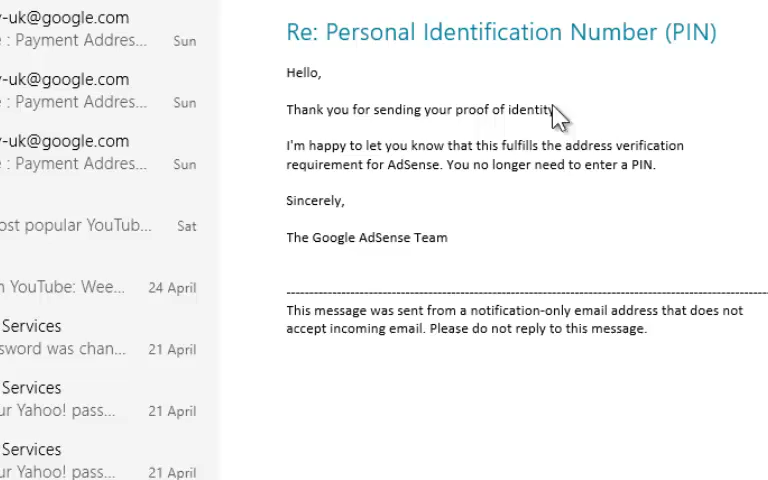 y-uk@google.com
e : Payment Addres... Sun
y-uk@google.com
e : Payment Addres... Sun
y-uk@google.com
e : Payment Addres... Sun
ost popular YouTub... Sat
n YouTube: Wee... 24 April
Services
sword was chan... 21 April
Services
ur Yahoo! pass... 21 April
Services
ur Yahoo! pass... 21 April
Re: Personal Identification Number (PIN)
Hello,
Thank you for sending your proof of identity
I'm happy to let you know that this fulfills the address verification
requirement for AdSense. You no longer need to enter a PIN.
Sincerely,
The Google AdSense Team
--------------------------------------------------------------------------------
This message was sent from a notification-only email address that does not
accept incoming email. Please do not reply to this message.